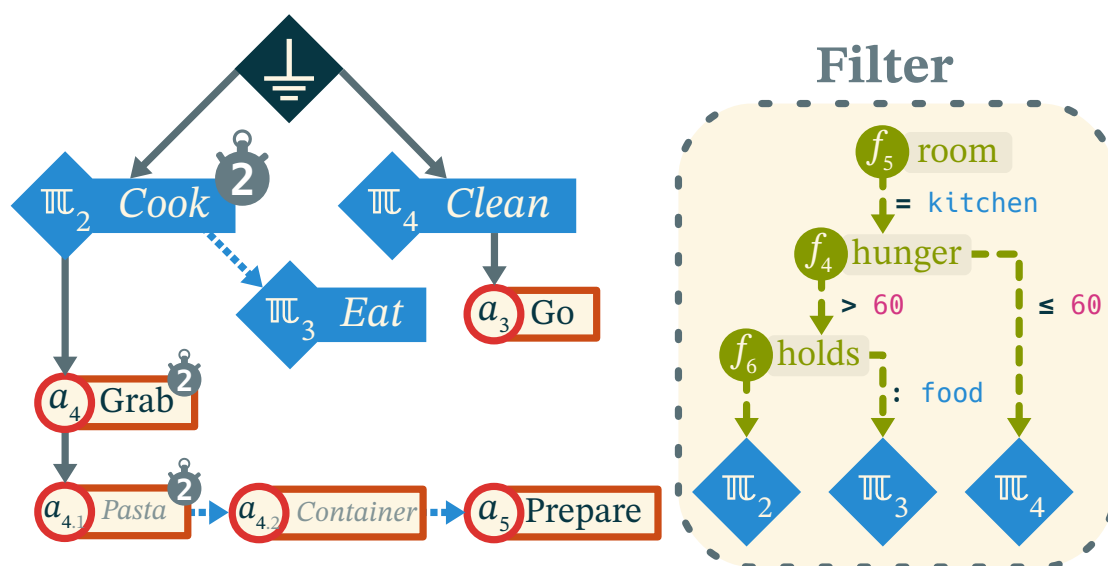 Filter
f5 room
= kitchen
2
π2 Cook
π4 Clean
f4 hunger
> 60
≤ 60
π3 Eat
a3 Go
f6 holds
: food
2
a4 Grab
2
a4.1 Pasta
a4.2 Container
a5 Prepare
π2
π3
π4